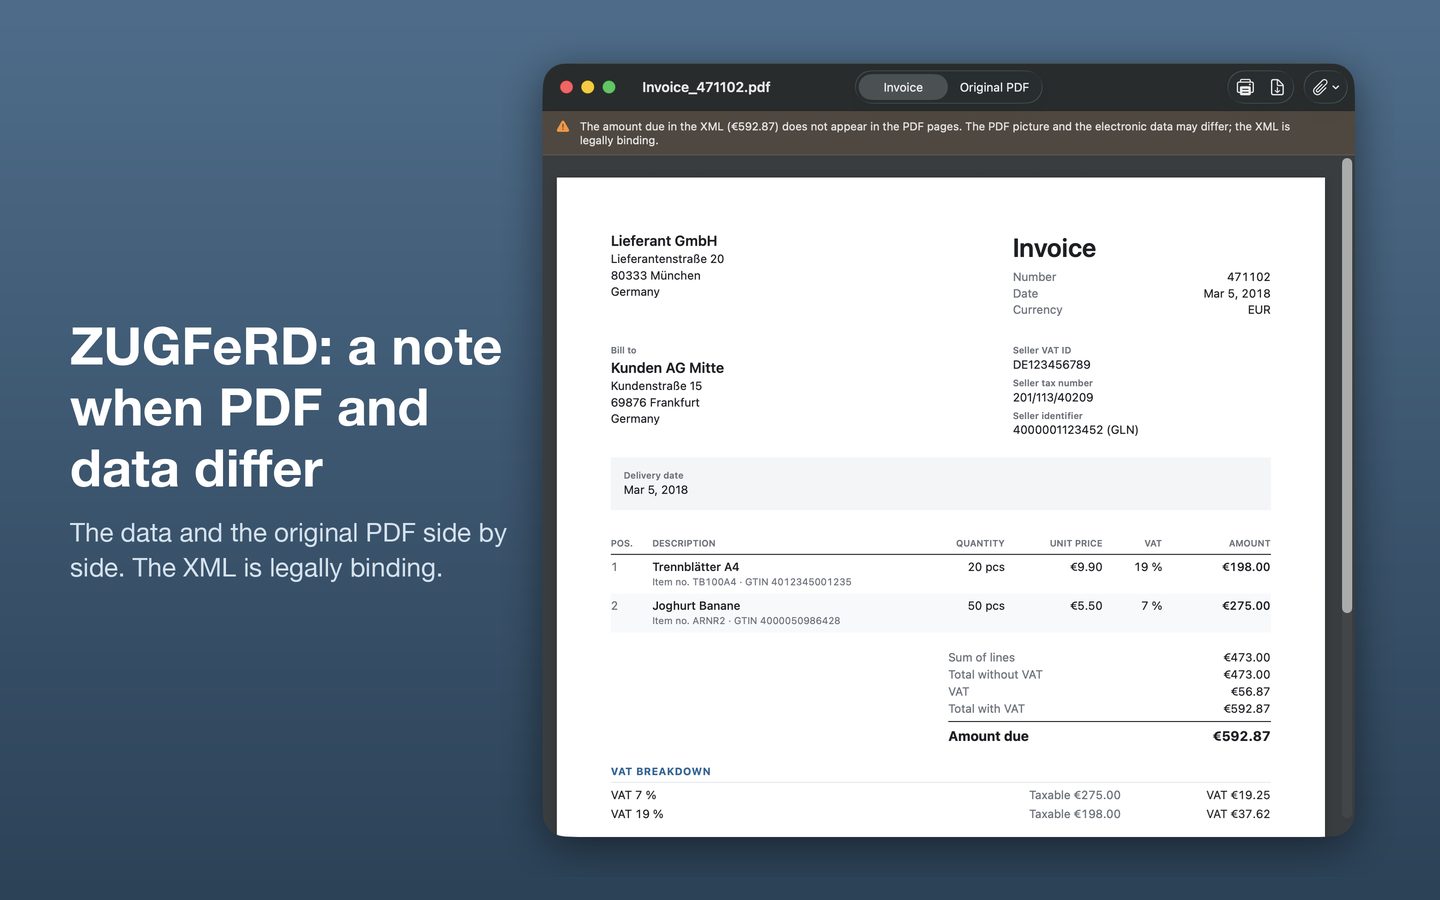 ZUGFeRD: a note
when PDF and
data differ
The data and the original PDF side by
side. The XML is legally binding.
Invoice_471102.pdf
Invoice
Original PDF
The amount due in the XML (€592.87) does not appear in the PDF pages. The PDF picture and the electronic data may differ; the XML is
legally binding.
Lieferant GmbH
Lieferantenstraße 20
80333 München
Germany
Invoice
Number 471102
Date Mar 5, 2018
Currency EUR
Bill to
Kunden AG Mitte
Kundenstraße 15
69876 Frankfurt
Germany
Seller VAT ID
DE123456789
Seller tax number
201/113/40209
Seller identifier
4000001123452 (GLN)
Delivery date
Mar 5, 2018
POS. DESCRIPTION QUANTITY UNIT PRICE VAT AMOUNT
1 Trennblätter A4 20 pcs €9.90 19 % €198.00
Item no. TB100A4 · GTIN 4012345001235
2 Joghurt Banane 50 pcs €5.50 7 % €275.00
Item no. ARNR2 · GTIN 4000050986428
Sum of lines €473.00
Total without VAT €473.00
VAT €56.87
Total with VAT €592.87
Amount due €592.87
VAT BREAKDOWN
VAT 7 % Taxable €275.00 VAT €19.25
VAT 19 % Taxable €198.00 VAT €37.62